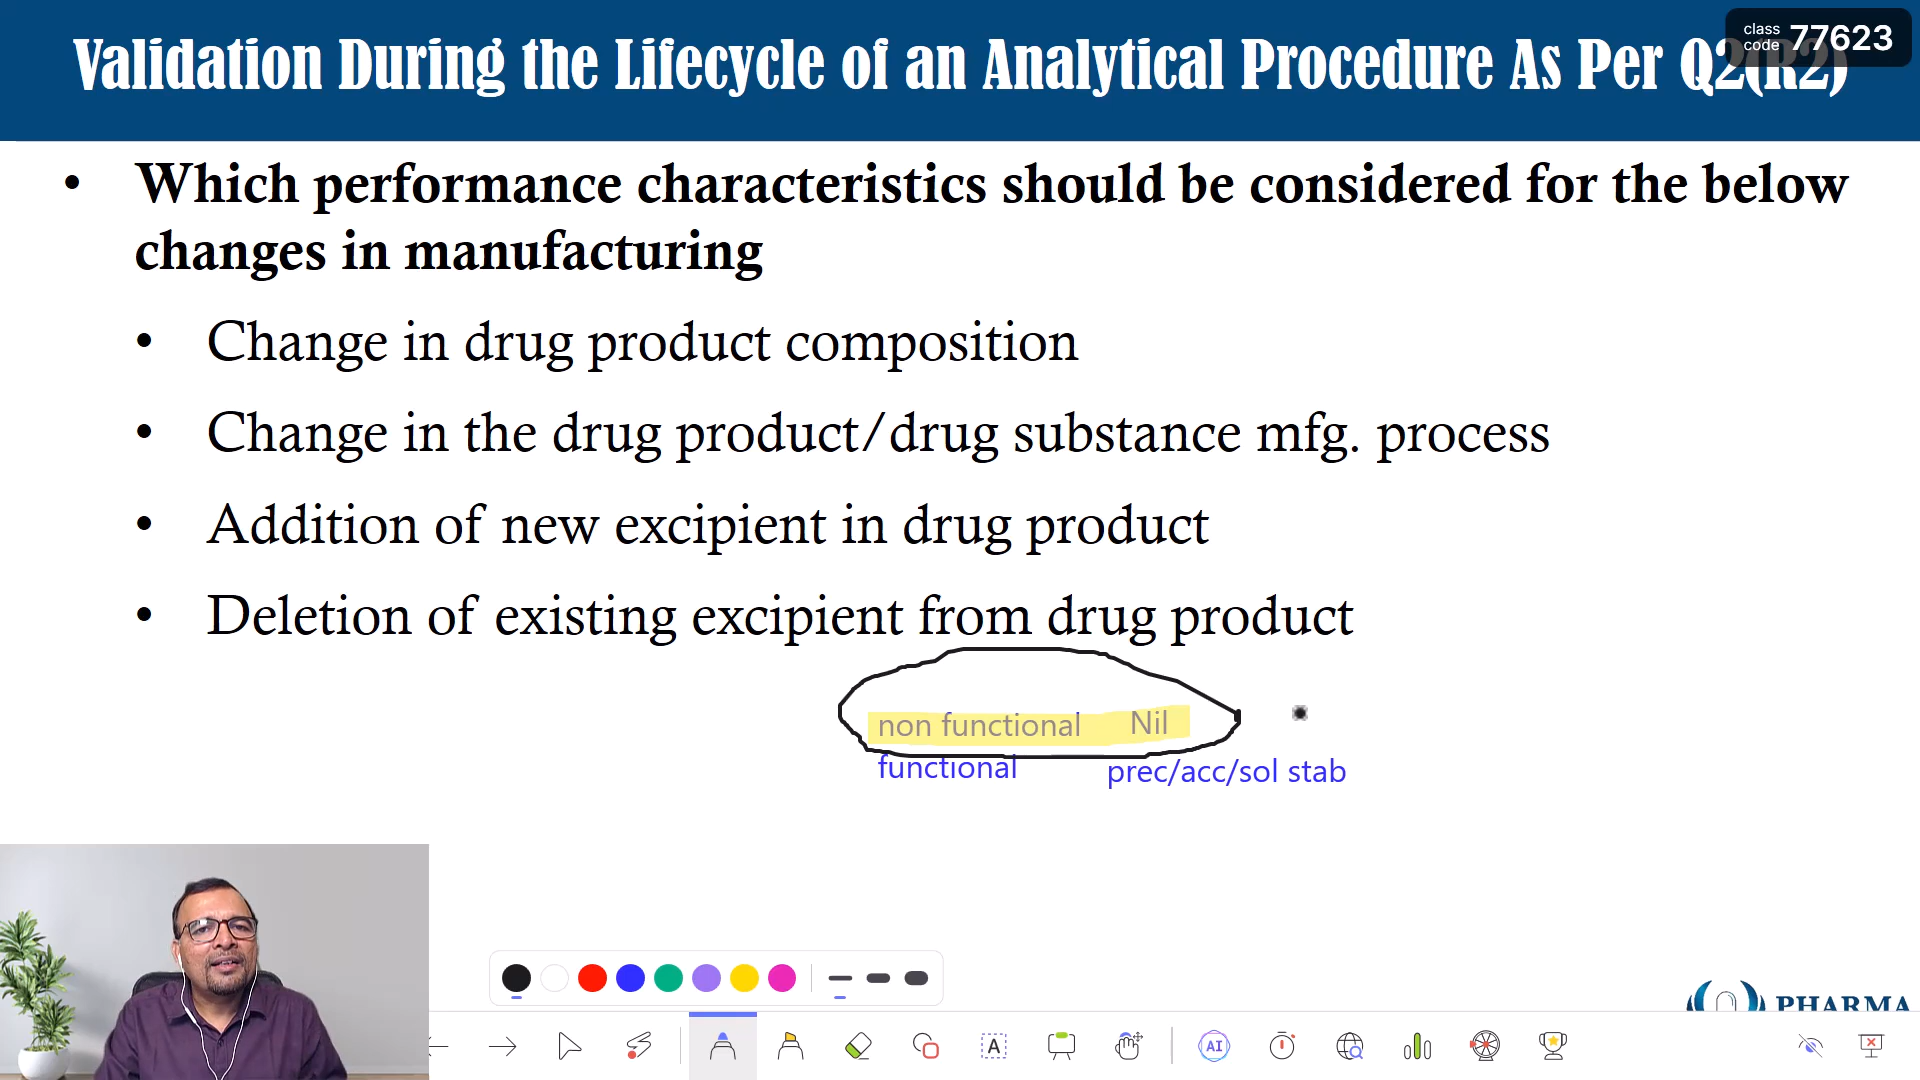 Validation During the Lifecycle of an Analytical Procedure As Per Q2(R2)
class code 77623
• Which performance characteristics should be considered for the below
changes in manufacturing
• Change in drug product composition
• Change in the drug product/drug substance mfg. process
• Addition of new excipient in drug product
• Deletion of existing excipient from drug product
non functional Nil
functional prec/acc/sol stab
PHARMA
A
AI